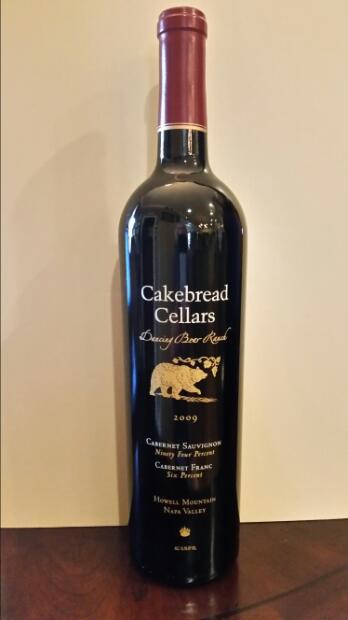 Cakebread
Cellars
Dancing Bear Ranch
2009
CABERNET SAUVIGNON
Ninety Four Percent
CABERNET FRANC
Six Percent
HOWELL MOUNTAIN
NAPA VALLEY